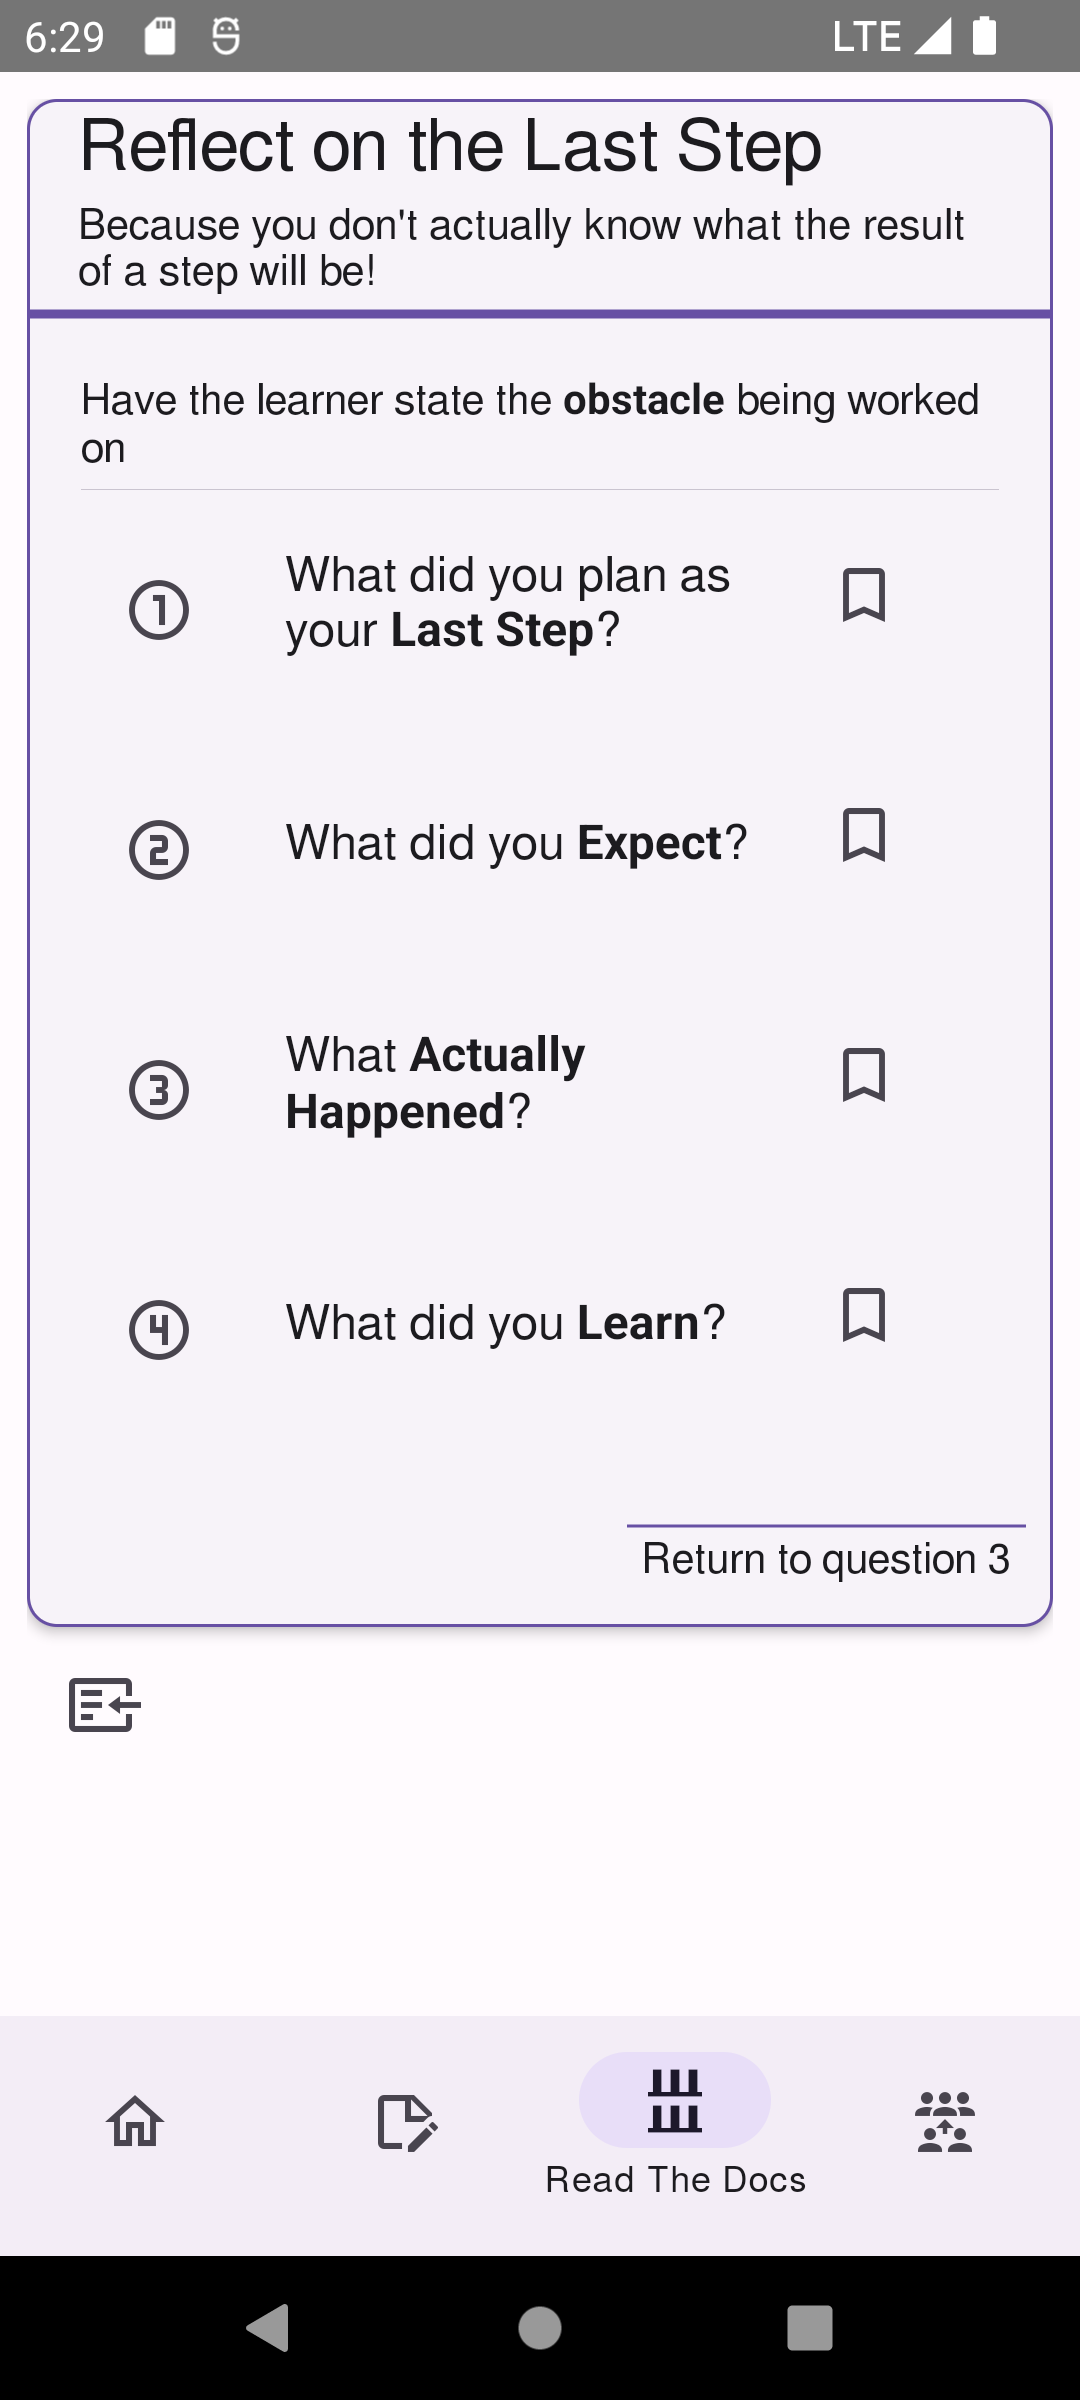 6:29
LTE
Reflect on the Last Step
Because you don't actually know what the result
of a step will be!
Have the learner state the obstacle being worked
on
1
What did you plan as
your Last Step?
2
What did you Expect?
3
What Actually
Happened?
4
What did you Learn?
Return to question 3
Read The Docs